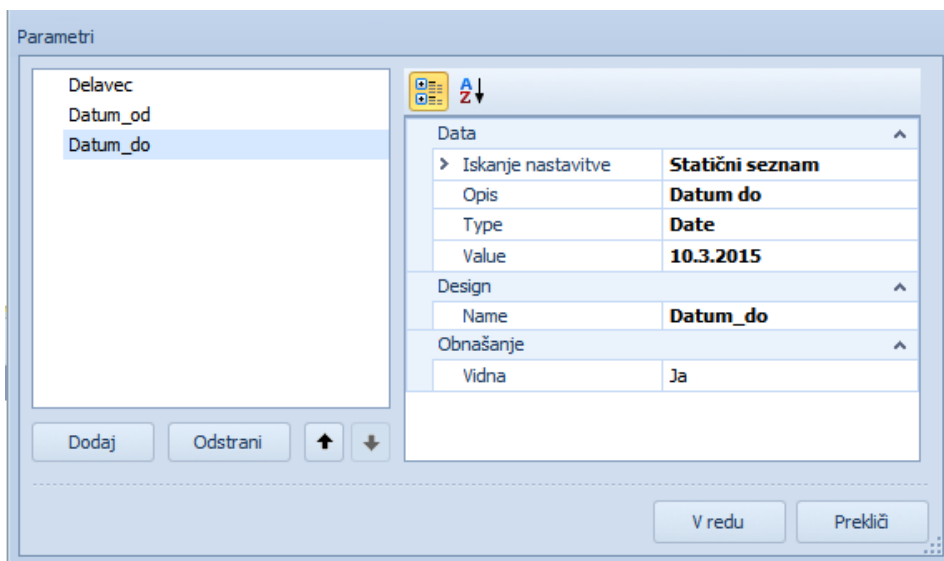 Parametri
Delavec
Datum_od
Datum_do
A
Z
Data
Iskanje nastavitve Statični seznam
Opis Datum do
Type Date
Value 10.3.2015
Design
Name Datum_do
Obnašanje
Vidna Ja
Dodaj Odstrani
V redu Prekliči